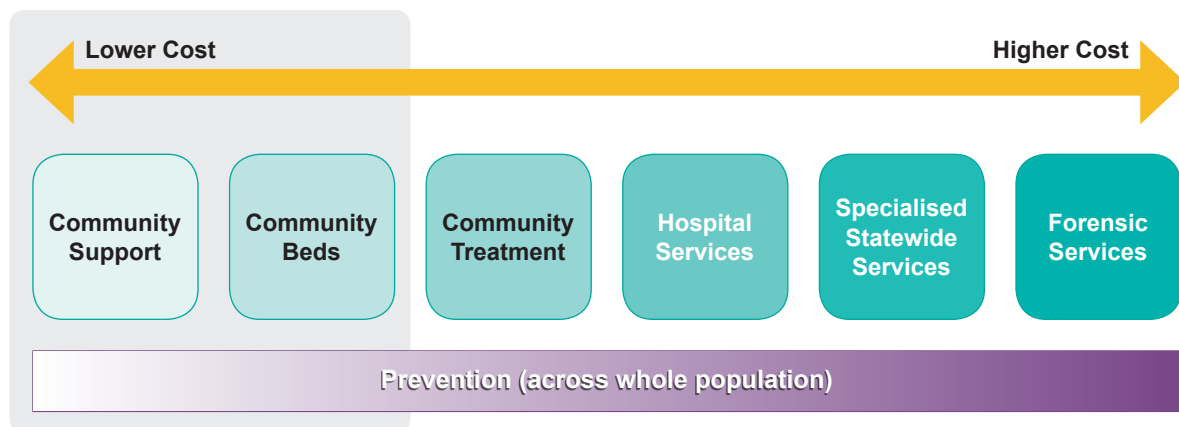 Lower Cost
Higher Cost
Community
Support
Community
Beds
Community
Treatment
Hospital
Services
Specialised
Statewide
Services
Forensic
Services
Prevention (across whole population)